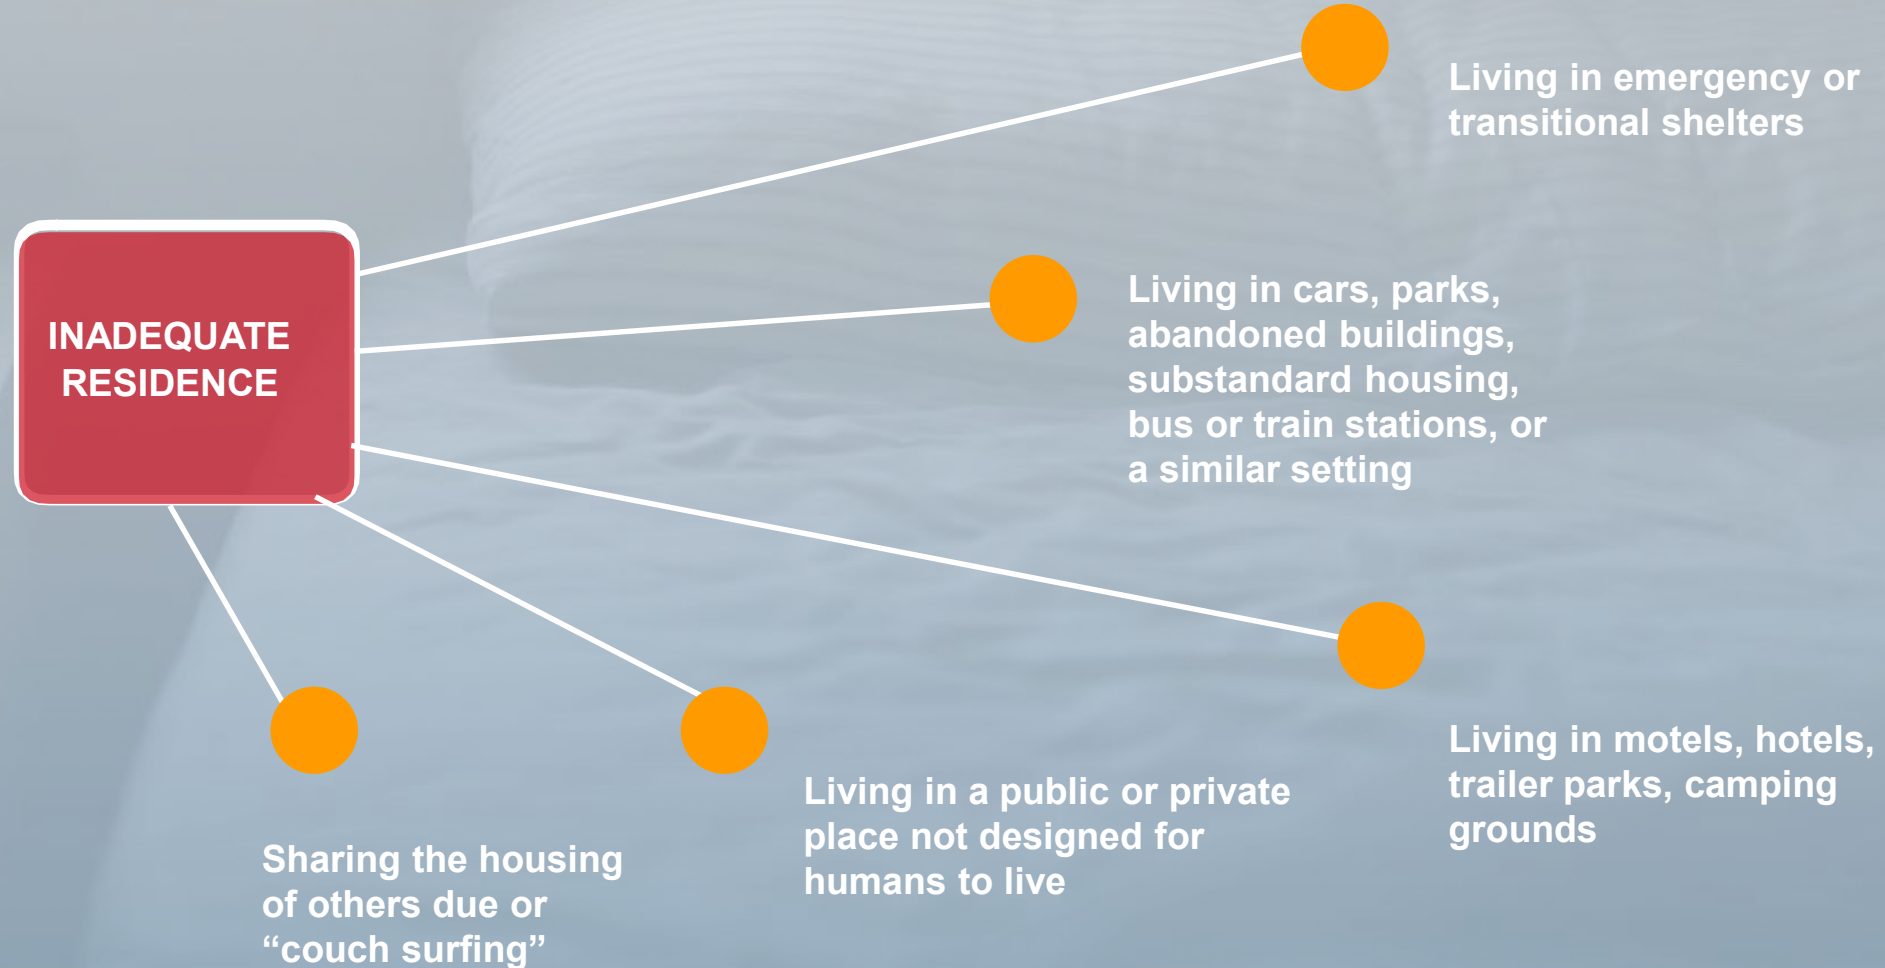 Living in emergency or
transitional shelters
INADEQUATE
RESIDENCE
Living in cars, parks,
abandoned buildings,
substandard housing,
bus or train stations, or
a similar setting
Living in motels, hotels,
trailer parks, camping
grounds
Living in a public or private
place not designed for
humans to live
Sharing the housing
of others due or
“couch surfing”